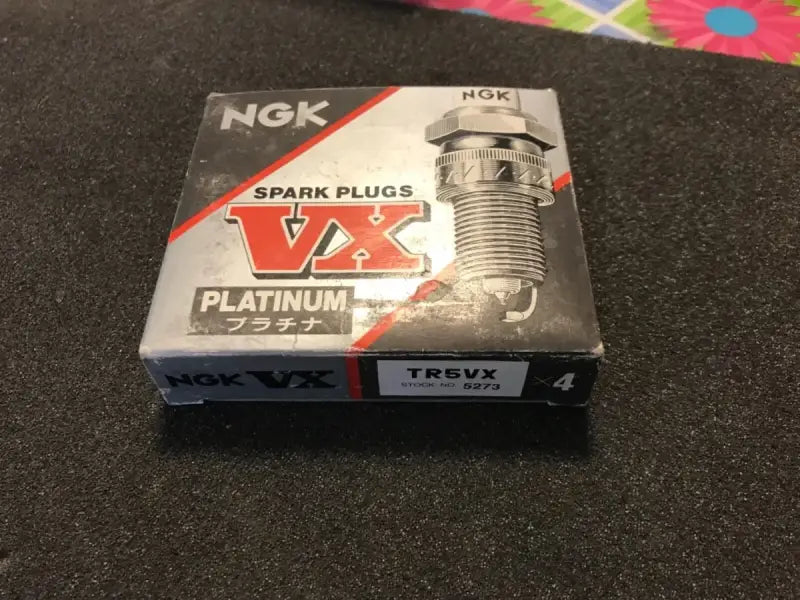 NGK
NGK
SPARK PLUGS
VX
PLATINUM
プラチナ
NGK VX
TR5VX
STOCK NO. 5273
×4